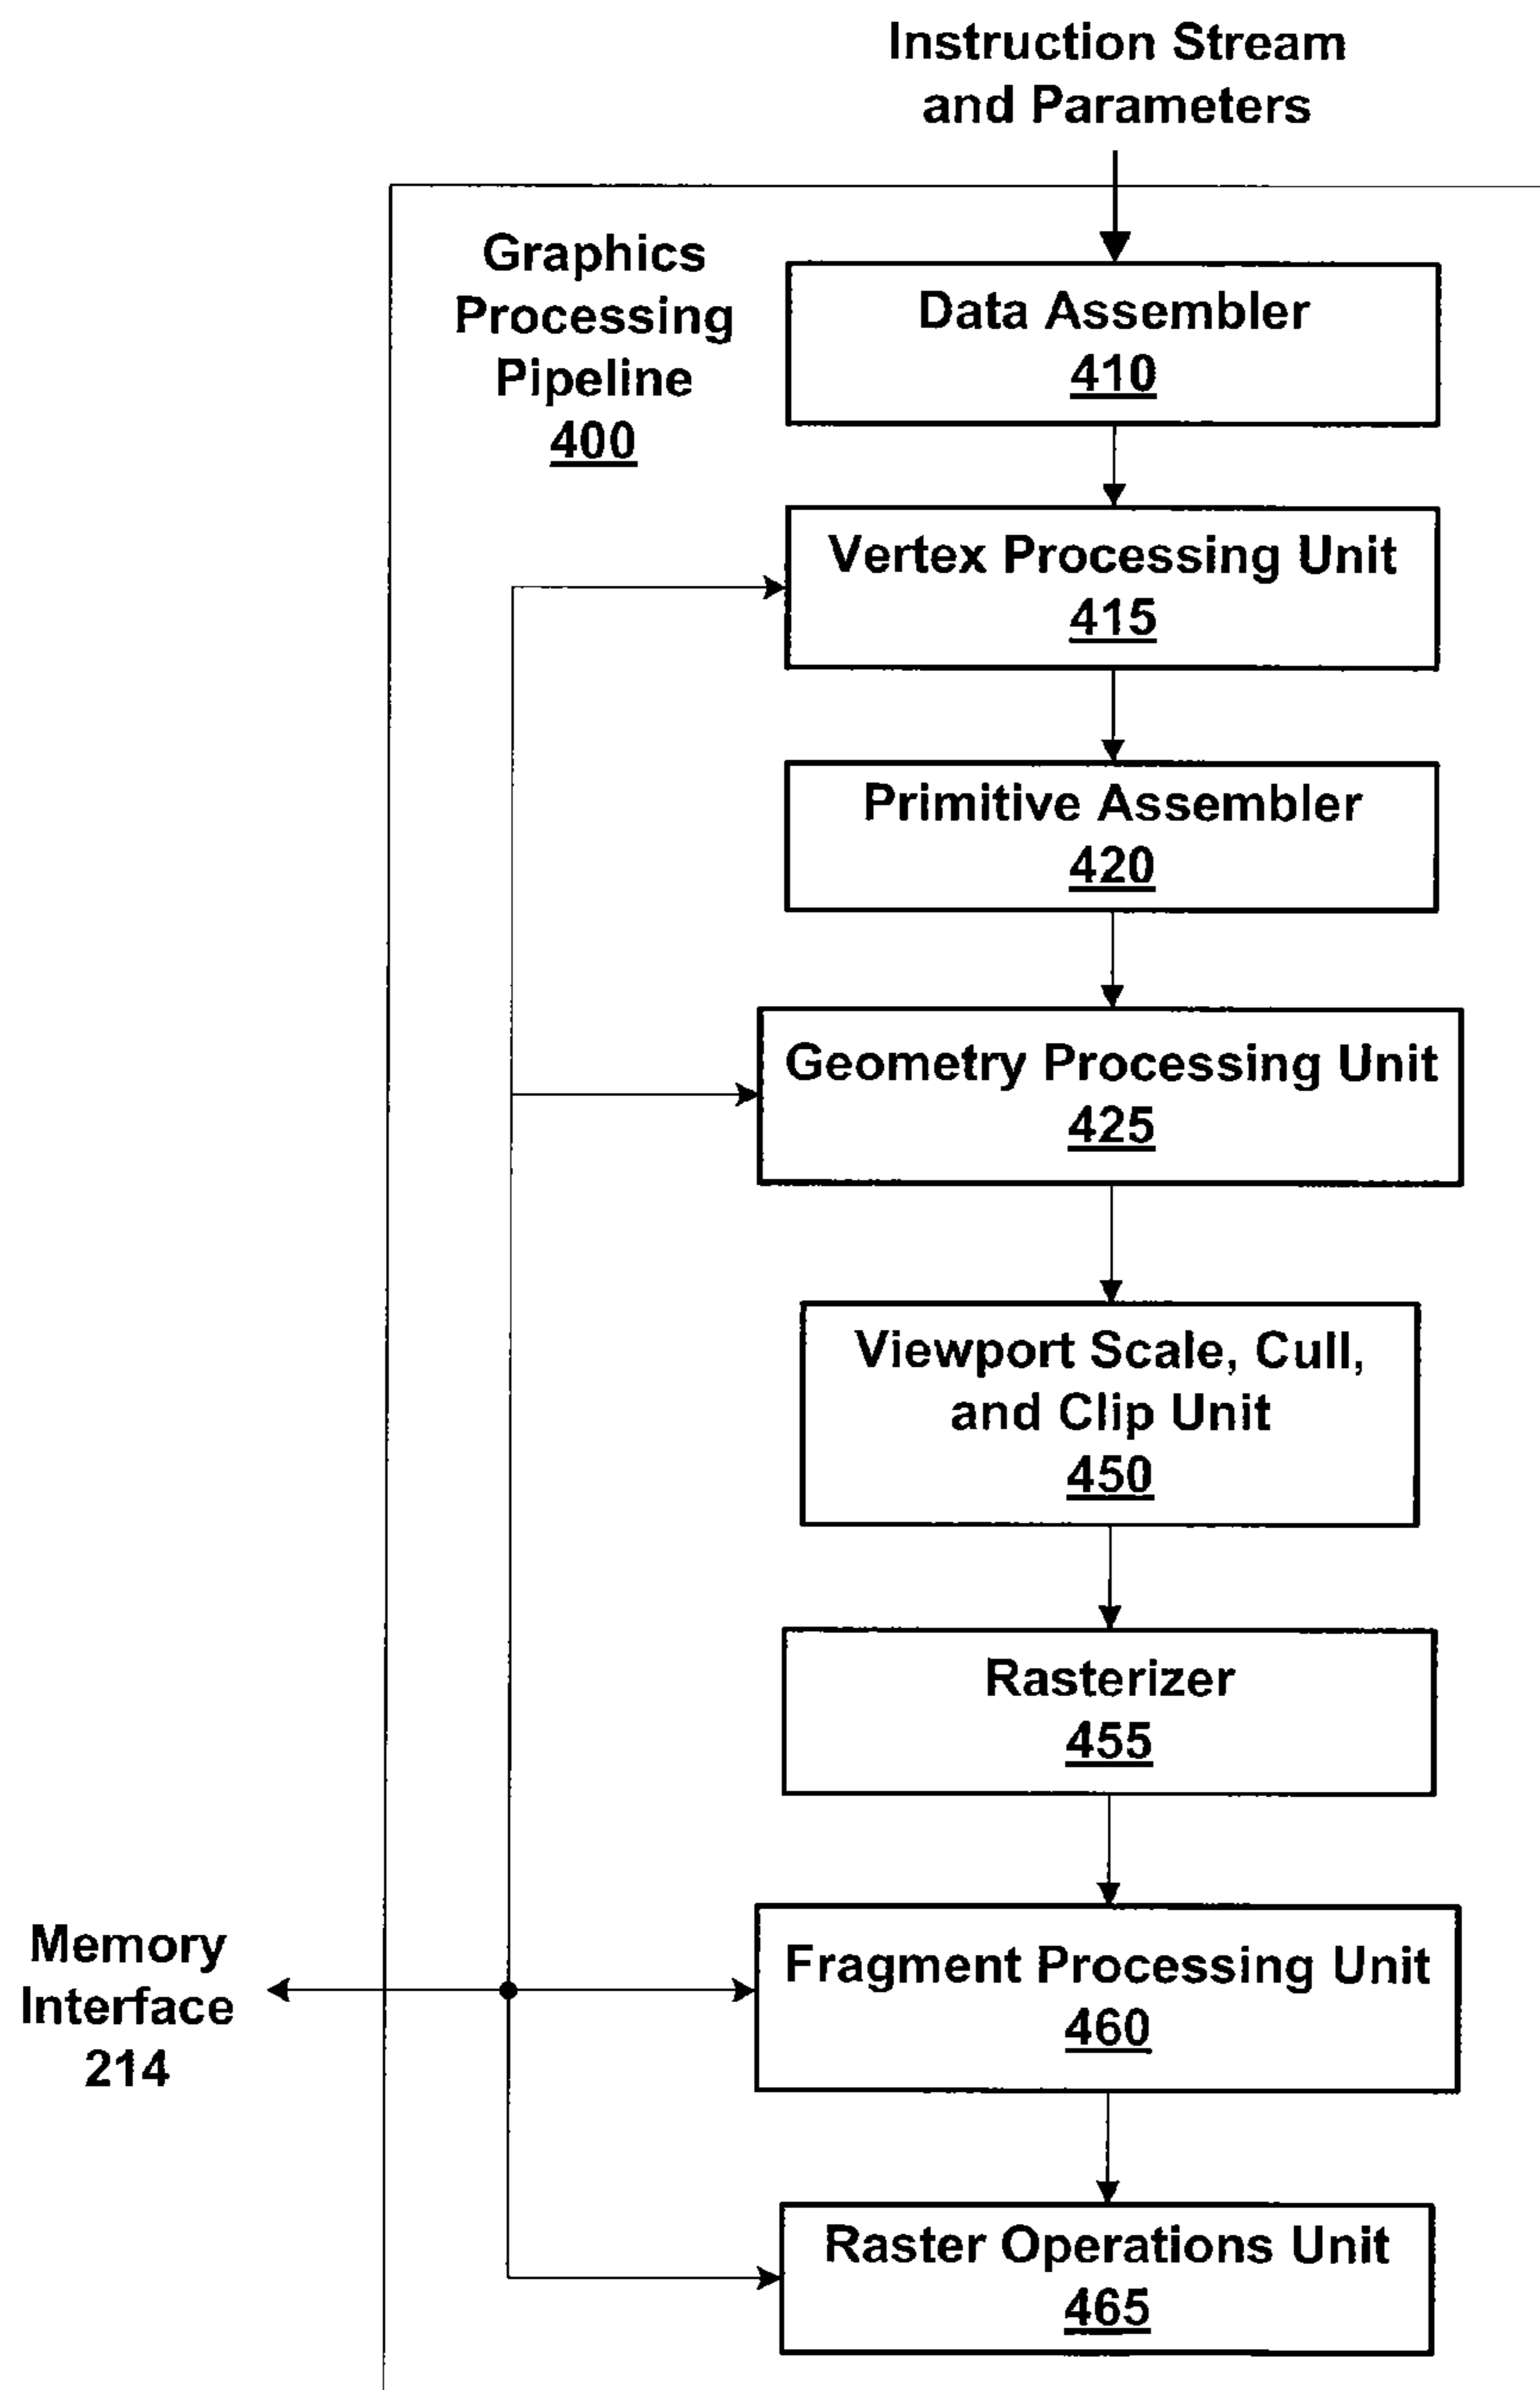 Instruction Stream
and Parameters
Graphics
Processing
Pipeline
400
Data Assembler
410
Vertex Processing Unit
415
Primitive Assembler
420
Geometry Processing Unit
425
Viewport Scale, Cull,
and Clip Unit
450
Rasterizer
455
Memory
Interface
214
Fragment Processing Unit
460
Raster Operations Unit
465